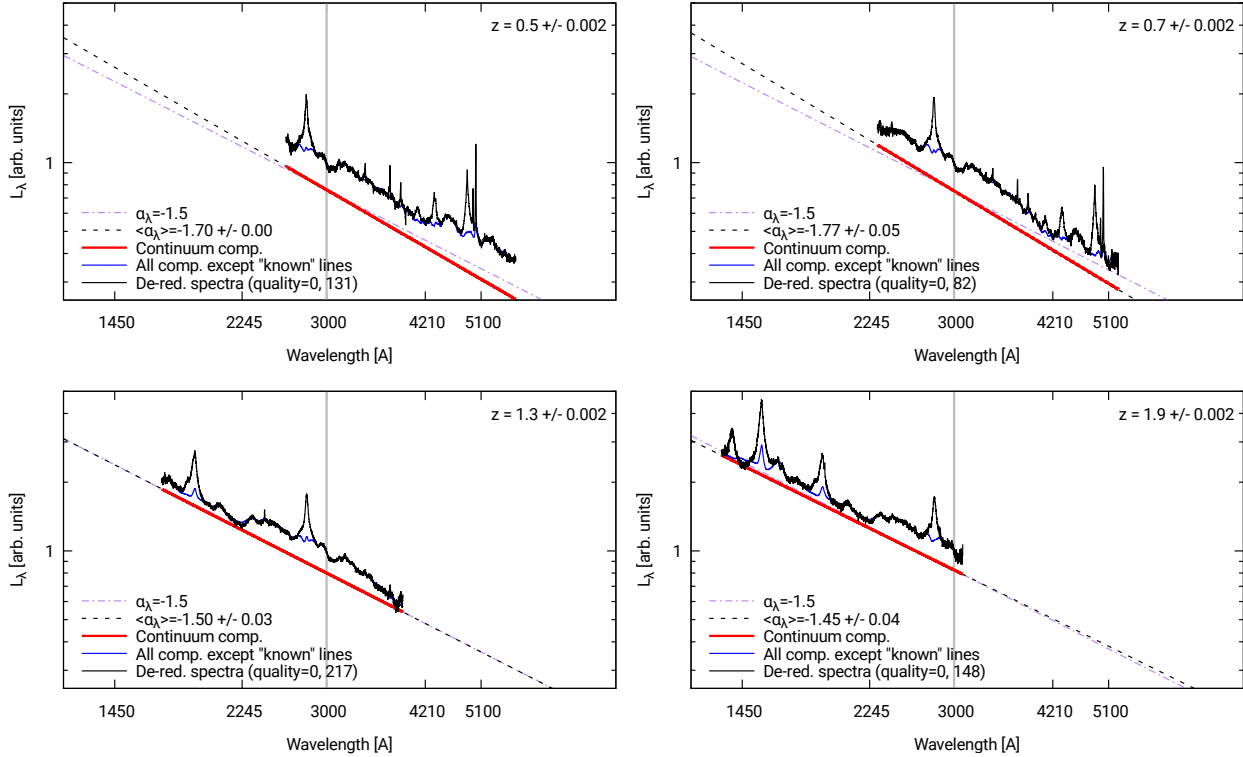 z = 0.5 +/- 0.002
1
L_λ [arb. units]
α_λ=-1.5
<α_λ>=-1.70 +/- 0.00
Continuum comp.
All comp. except "known" lines
De-red. spectra (quality=0, 131)
1450 2245 3000 4210 5100
Wavelength [A]
z = 0.7 +/- 0.002
1
L_λ [arb. units]
α_λ=-1.5
<α_λ>=-1.77 +/- 0.05
Continuum comp.
All comp. except "known" lines
De-red. spectra (quality=0, 82)
1450 2245 3000 4210 5100
Wavelength [A]
z = 1.3 +/- 0.002
1
L_λ [arb. units]
α_λ=-1.5
<α_λ>=-1.50 +/- 0.03
Continuum comp.
All comp. except "known" lines
De-red. spectra (quality=0, 217)
1450 2245 3000 4210 5100
Wavelength [A]
z = 1.9 +/- 0.002
1
L_λ [arb. units]
α_λ=-1.5
<α_λ>=-1.45 +/- 0.04
Continuum comp.
All comp. except "known" lines
De-red. spectra (quality=0, 148)
1450 2245 3000 4210 5100
Wavelength [A]